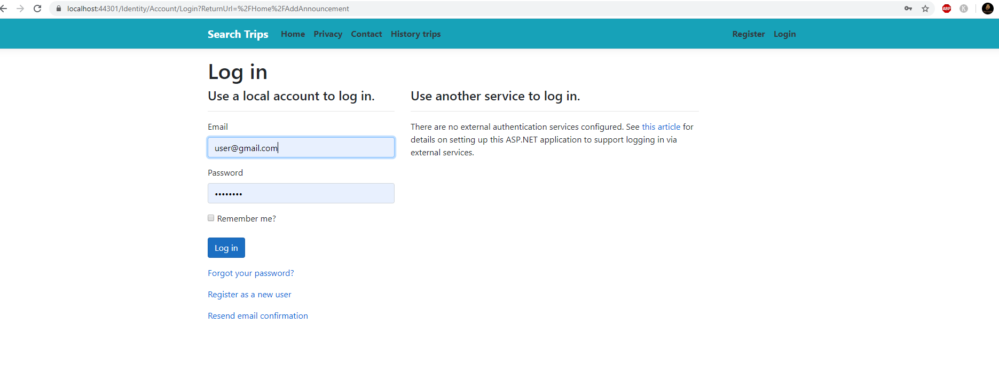 localhost:44301/Identity/Account/Login?ReturnUrl=%2FHome%2FAddAnnouncement
ABP
K
Search Trips Home Privacy Contact History trips Register Login
Log in
Use a local account to log in.
Email
user@gmail.com
Password
••••••••
Remember me?
Log in
Forgot your password?
Register as a new user
Resend email confirmation
Use another service to log in.
There are no external authentication services configured. See this article for
details on setting up this ASP.NET application to support logging in via
external services.